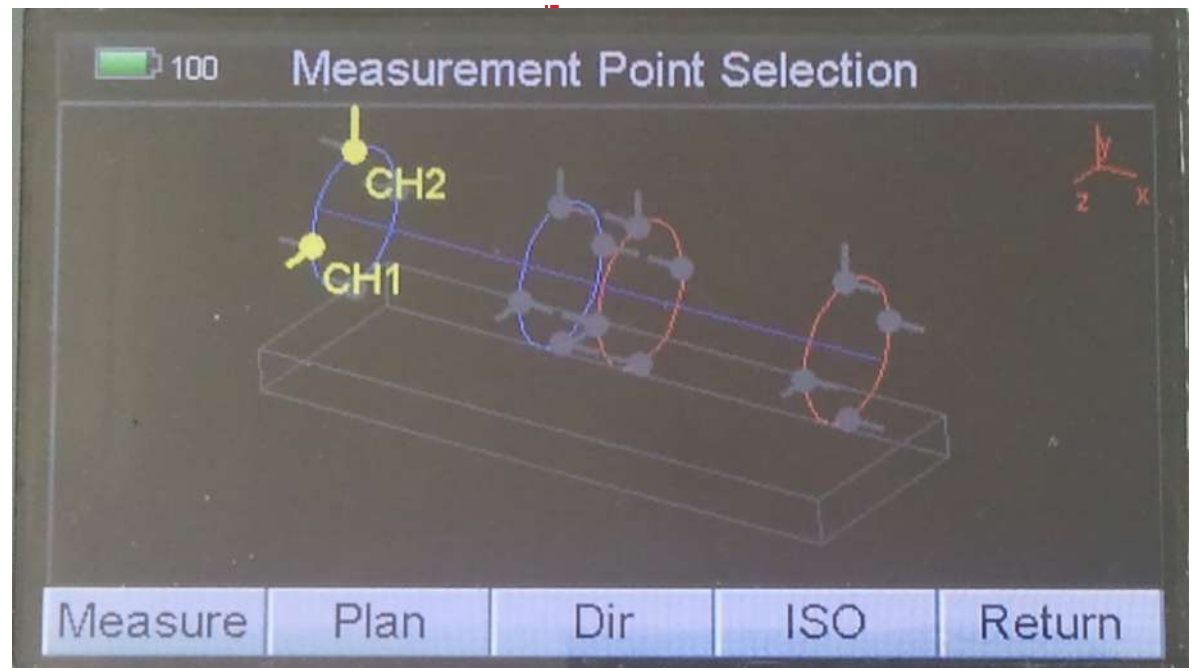 100 Measurement Point Selection
CH2
y
z x
CH1
Measure Plan Dir ISO Return